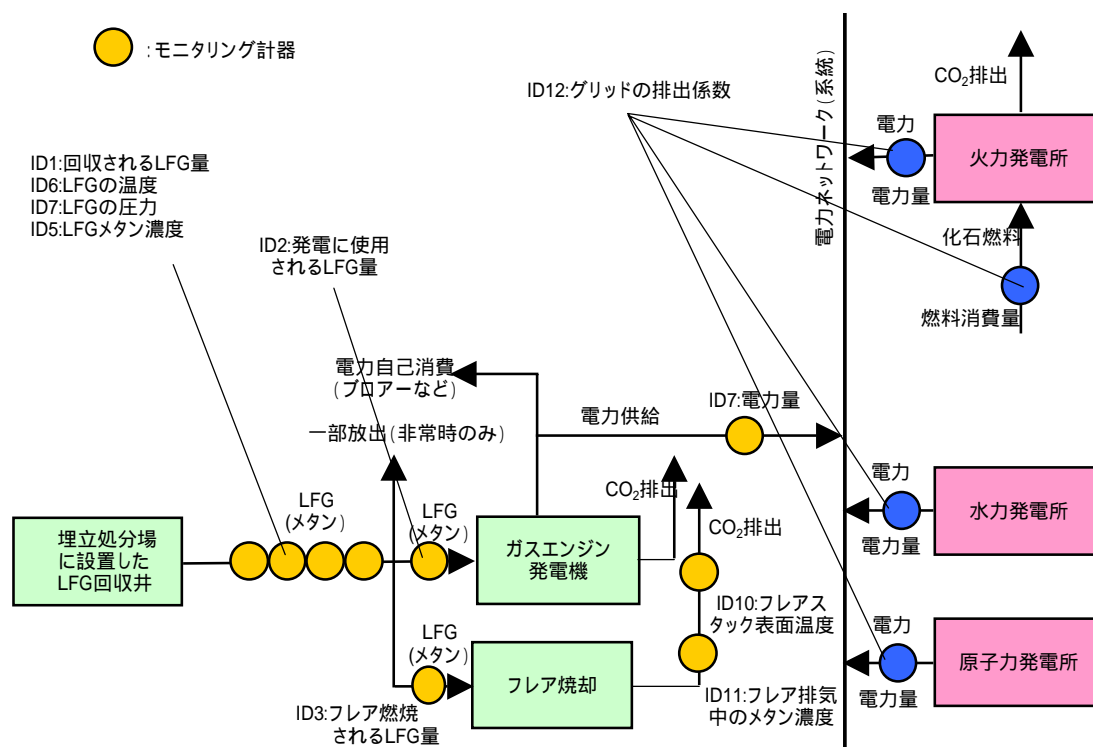 :モニタリング計器
ID12:グリッドの排出係数
電力ネットワーク(系統)
CO2排出
電力
電力量
火力発電所
化石燃料
燃料消費量
ID1:回収されるLFG量
ID6:LFGの温度
ID7:LFGの圧力
ID5:LFGメタン濃度
ID2:発電に使用
されるLFG量
電力自己消費
(ブロアーなど)
一部放出(非常時のみ)
電力供給
ID7:電力量
LFG
(メタン)
LFG
(メタン)
CO2排出
CO2排出
埋立処分場
に設置した
LFG回収井
ガスエンジン
発電機
電力
電力量
水力発電所
ID10:フレアス
タック表面温度
LFG
(メタン)
フレア焼却
ID3:フレア燃焼
されるLFG量
ID11:フレア排気
中のメタン濃度
電力
電力量
原子力発電所